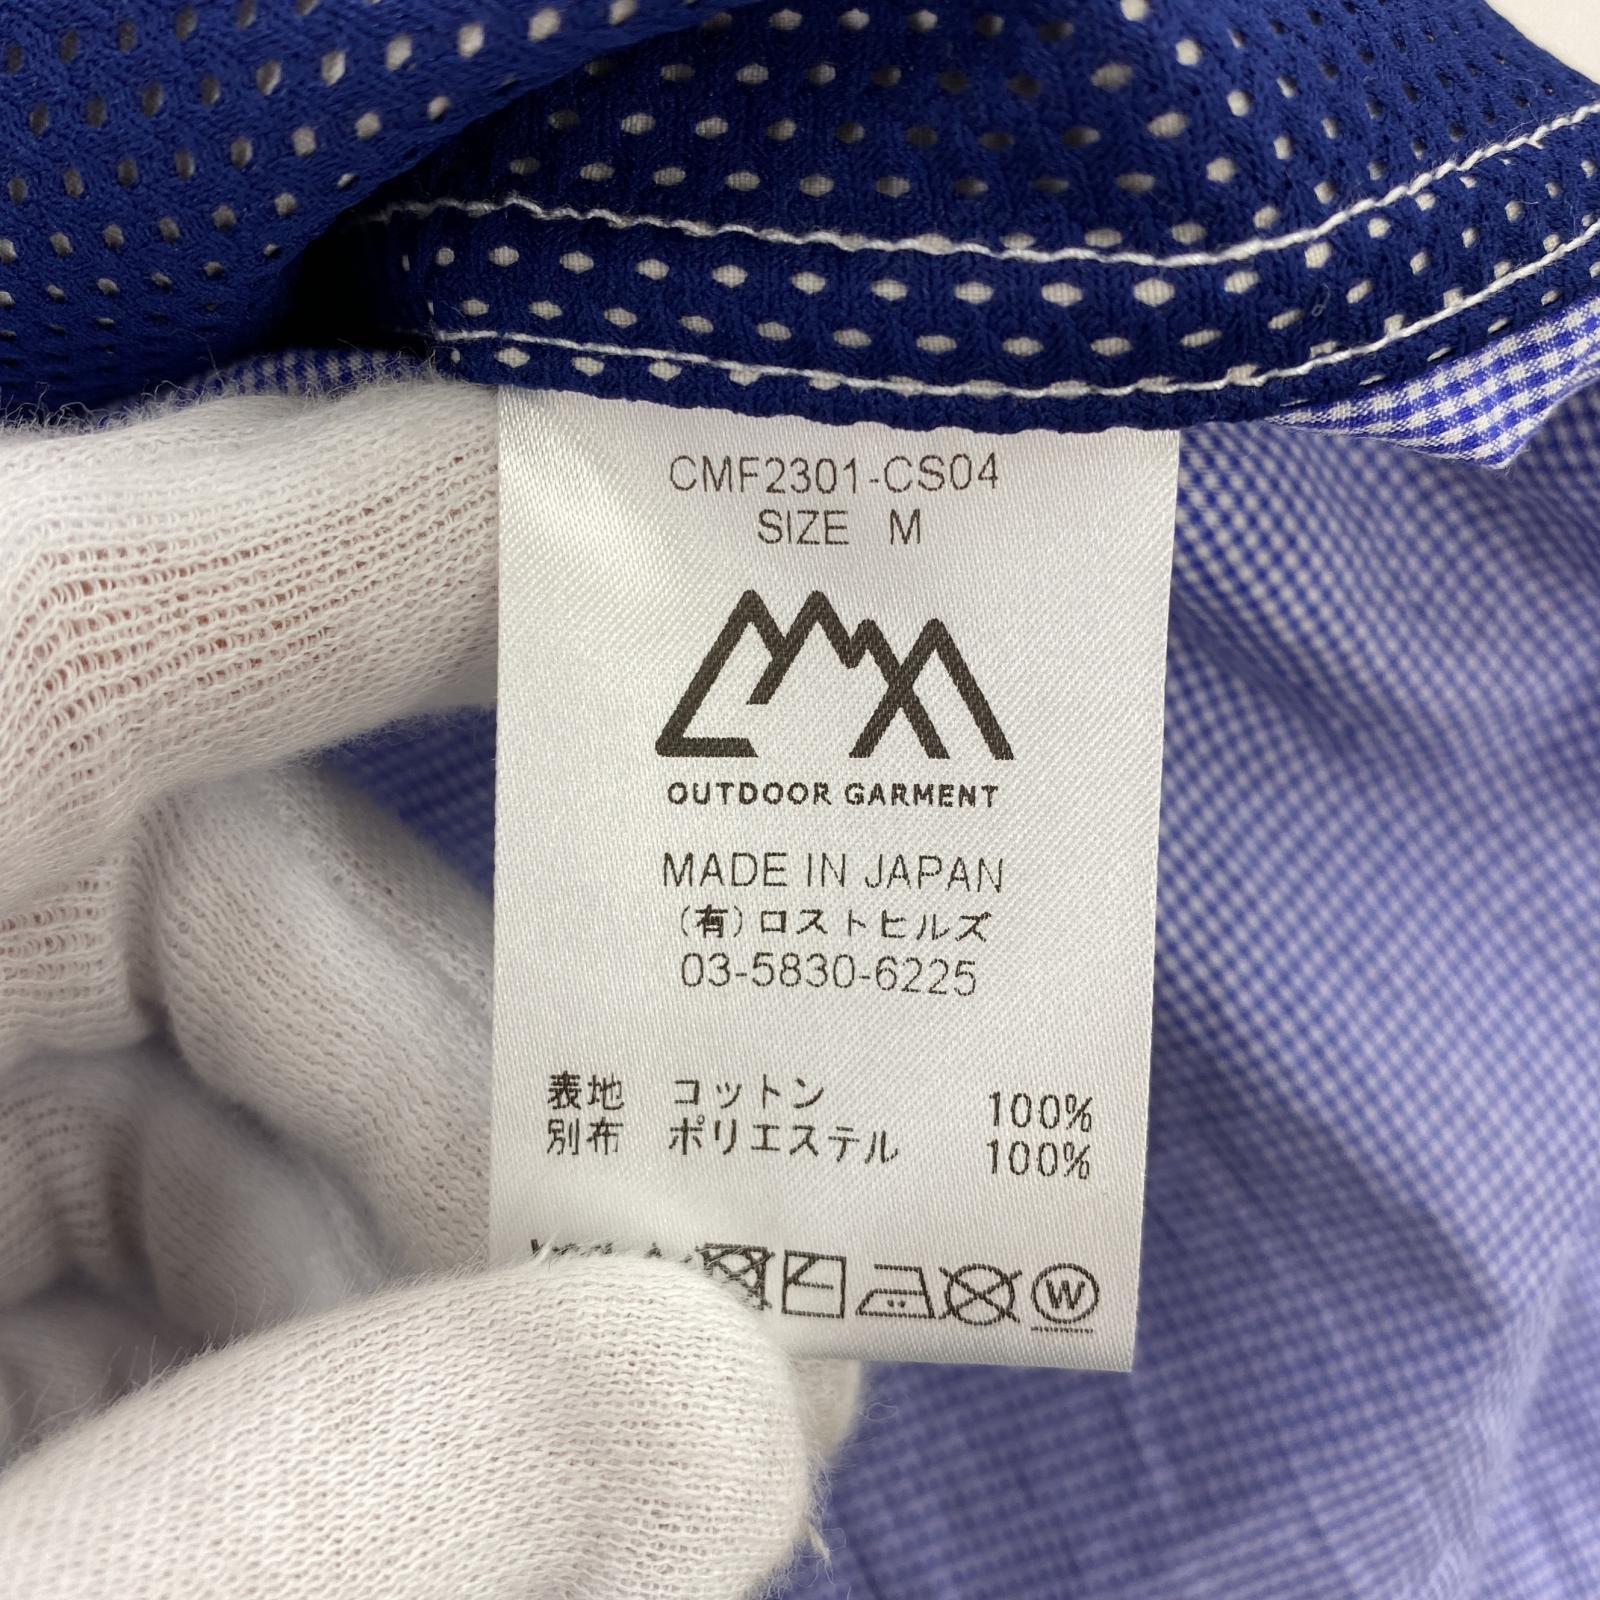 CMF2301-CS04
SIZE M
OUTDOOR GARMENT
MADE IN JAPAN
(有)ロストヒルズ
03-5830-6225
表地 コットン 100%
別布 ポリエステル 100%
W